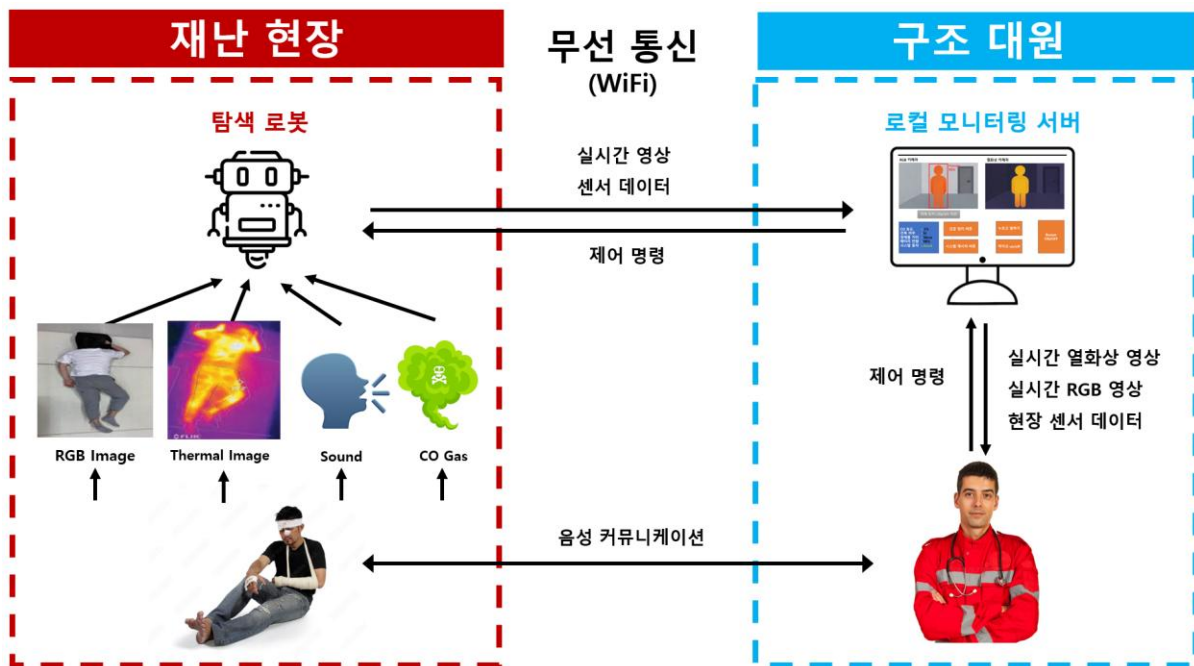 재난 현장
무선 통신
(WiFi)
구조 대원
탐색 로봇
로컬 모니터링 서버
실시간 영상
센서 데이터
제어 명령
RGB Image
Thermal Image
Sound
CO Gas
제어 명령
실시간 열화상 영상
실시간 RGB 영상
현장 센서 데이터
음성 커뮤니케이션